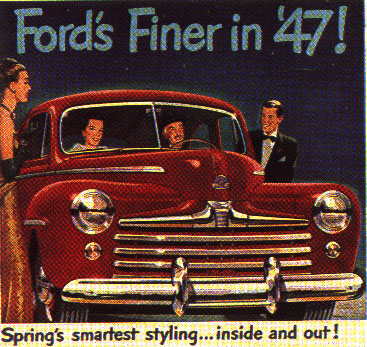 Ford's Finer in '47!
Spring's smartest styling...inside and out!